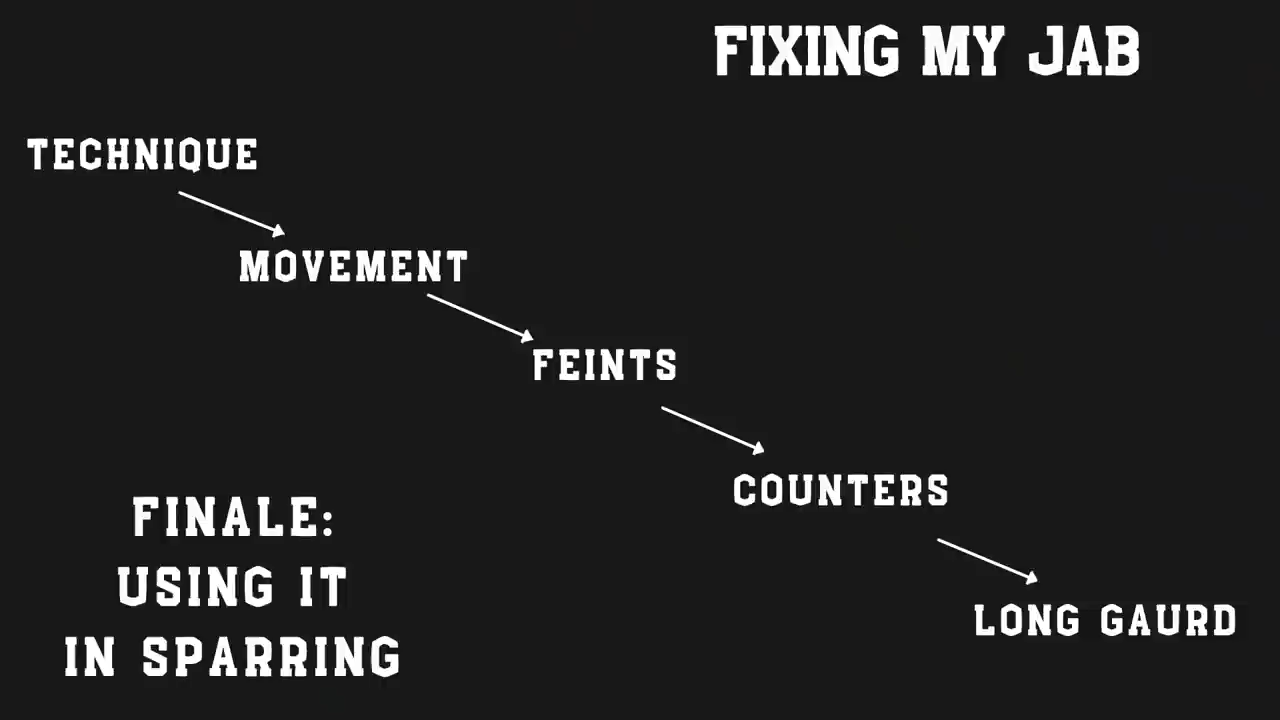 FIXING MY JAB
TECHNIQUE
MOVEMENT
FEINTS
COUNTERS
LONG GAURD
FINALE:
USING IT
IN SPARRING